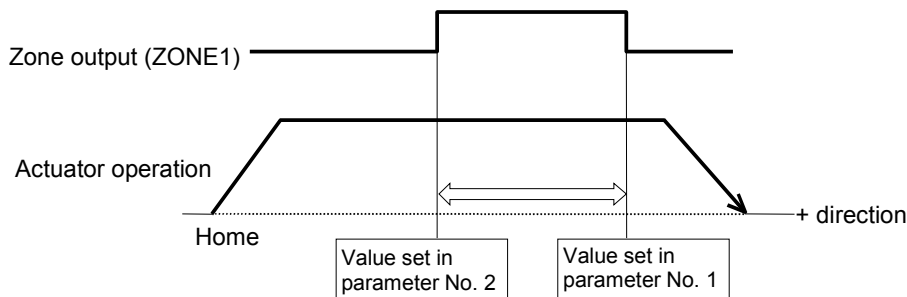 Zone output (ZONE1)
Actuator operation
+ direction
Home
Value set in
parameter No. 2
Value set in
parameter No. 1